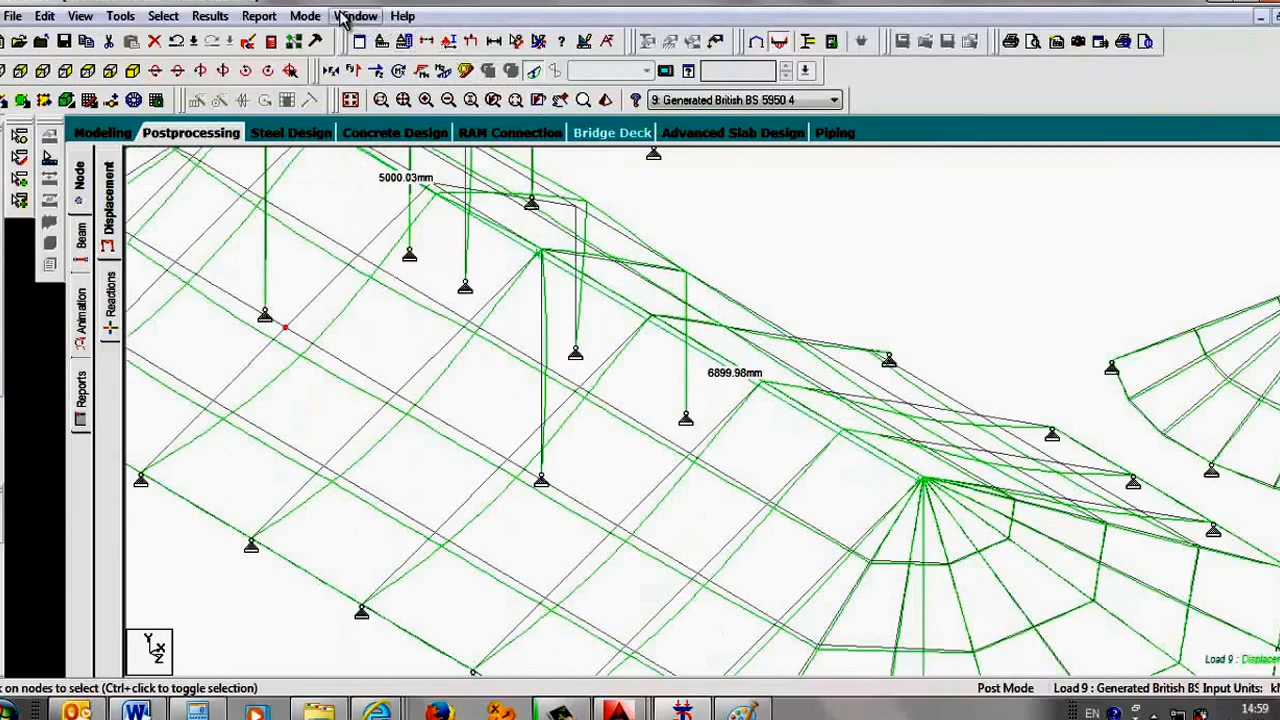 File Edit View Tools Select Results Report Mode Window Help
9: Generated British BS 5950 4
Modeling Postprocessing Steel Design Concrete Design RAM Connection Bridge Deck Advanced Slab Design Piping
Node
Beam
Animation
Reports
Displacement
Reactions
5000.03mm
6899.98mm
Y
X
Z
Load 9 : Displacem
k on nodes to select (Ctrl+click to toggle selection) Post Mode Load 9 : Generated British BS Input Units: k
EN 14:59